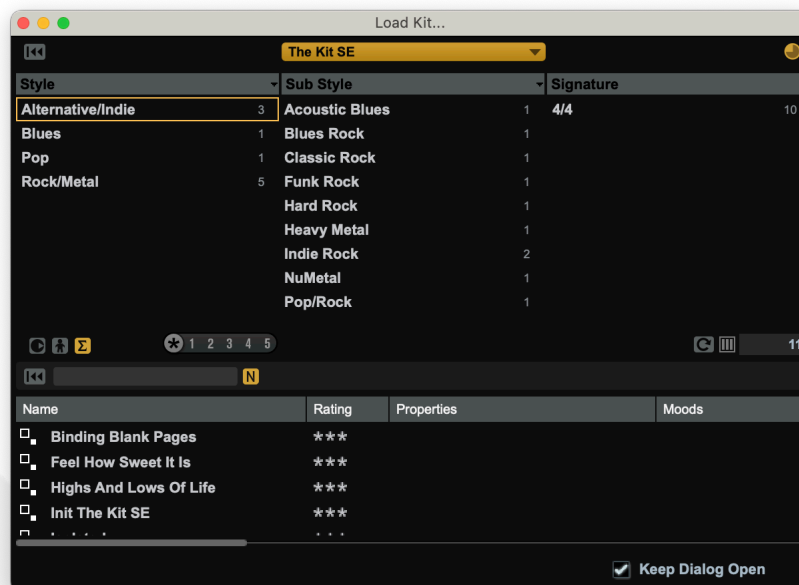 Load Kit...
The Kit SE
Style Sub Style Signature
Alternative/Indie 3 Acoustic Blues 1 4/4 10
Blues 1 Blues Rock 1
Pop 1 Classic Rock 1
Rock/Metal 5 Funk Rock 1
Hard Rock 1
Heavy Metal 1
Indie Rock 2
NuMetal 1
Pop/Rock 1
Σ * 1 2 3 4 5 11
N
Name Rating Properties Moods
Binding Blank Pages ***
Feel How Sweet It Is ***
Highs And Lows Of Life ***
Init The Kit SE ***
Keep Dialog Open